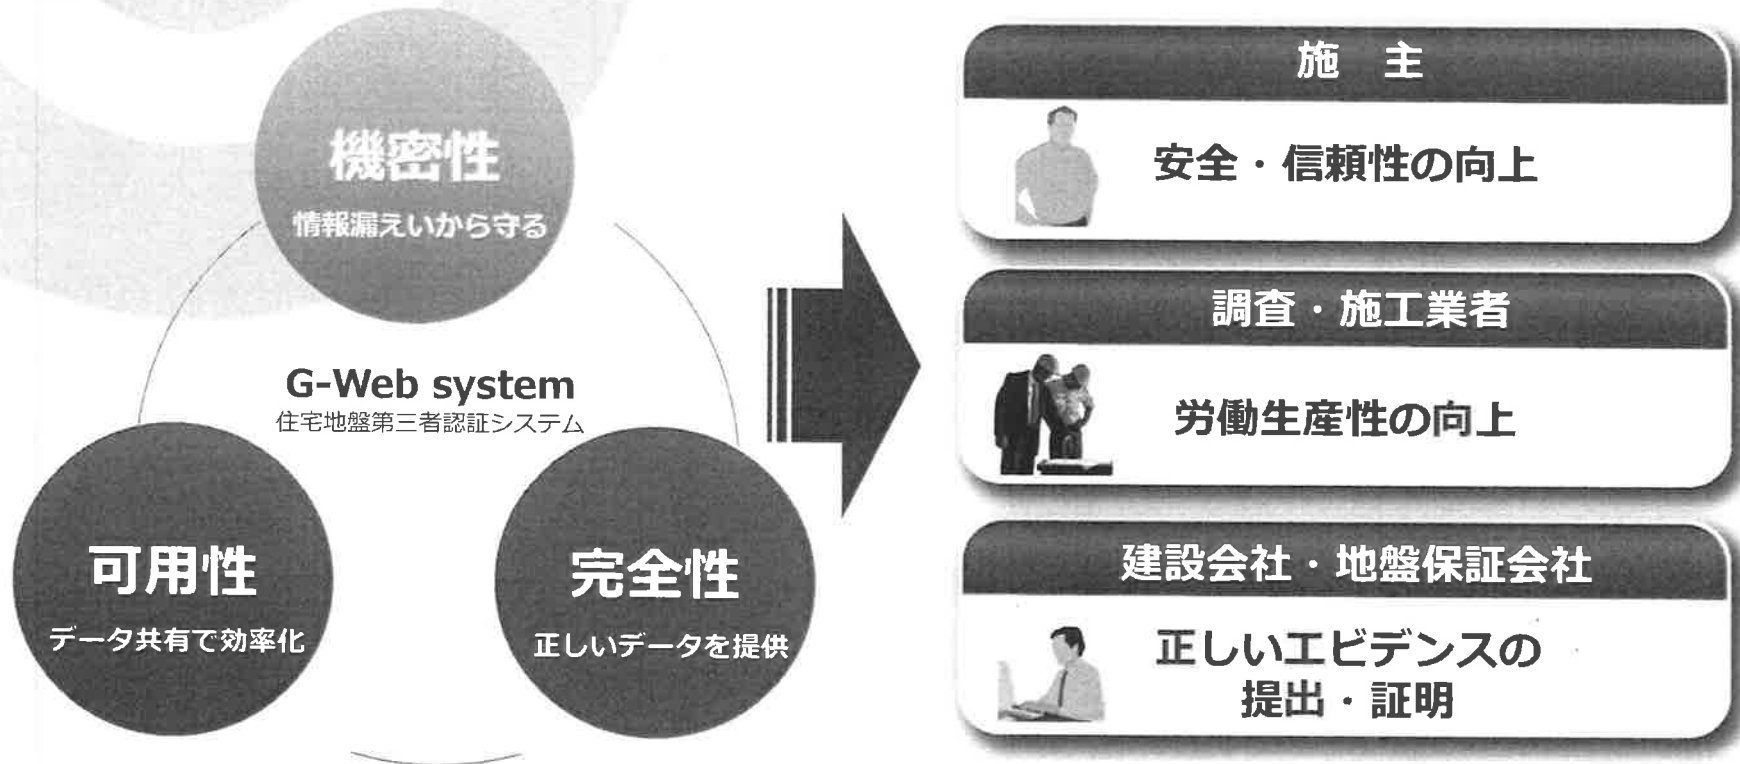 機密性
情報漏えいから守る
G-Web system
住宅地盤第三者認証システム
可用性
データ共有で効率化
完全性
正しいデータを提供
施 主
安全・信頼性の向上
調査・施工業者
労働生産性の向上
建設会社・地盤保証会社
正しいエビデンスの
提出・証明